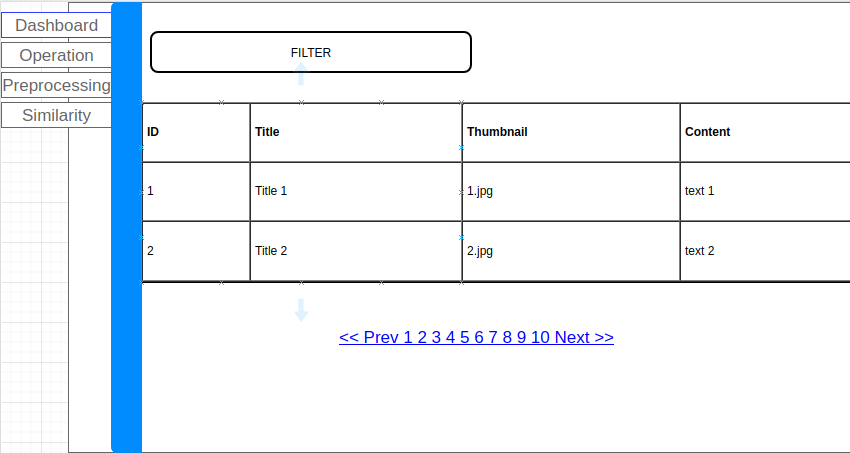 Dashboard
Operation
Preprocessing
Similarity
FILTER
ID Title Thumbnail Content
1 Title 1 1.jpg text 1
2 Title 2 2.jpg text 2
<< Prev 1 2 3 4 5 6 7 8 9 10 Next >>